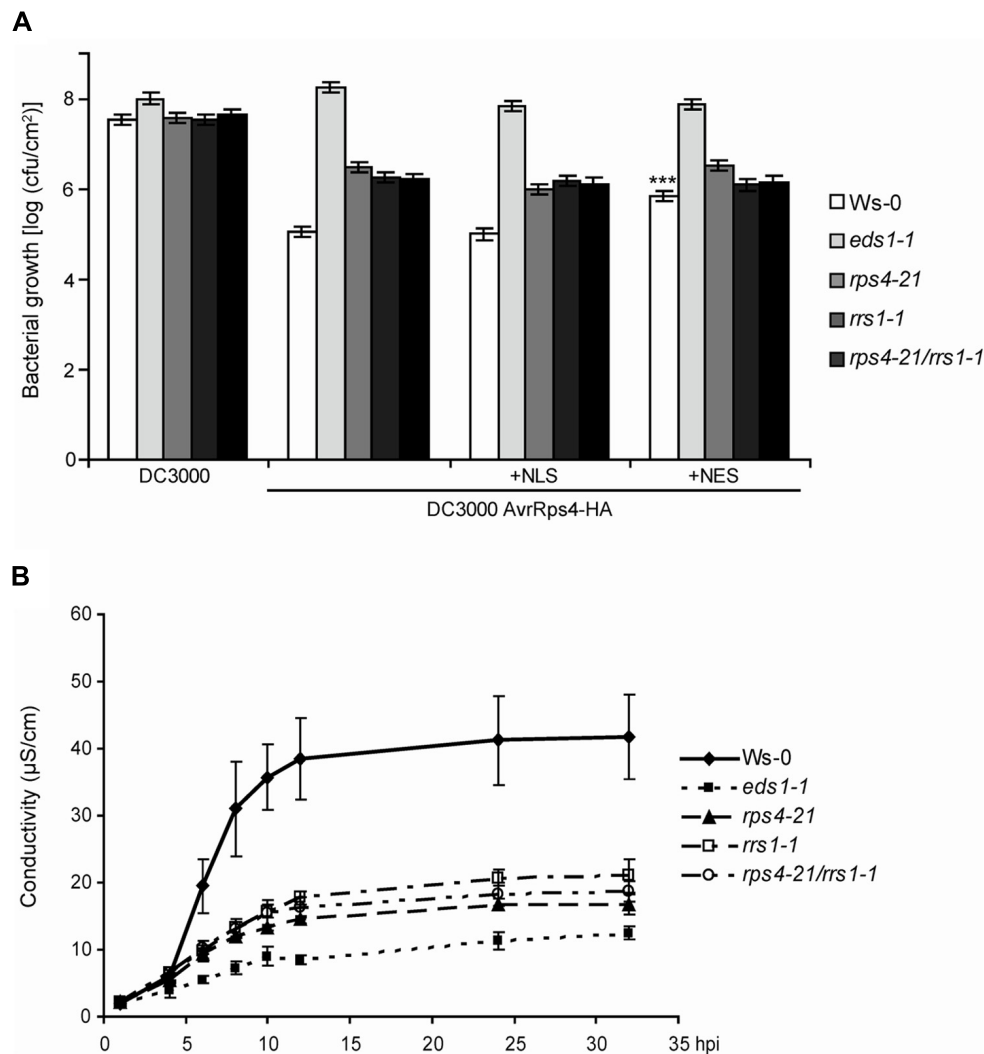 A
Bacterial growth [log (cfu/cm²)]
8
6
4
2
0
***
DC3000
+NLS
+NES
DC3000 AvrRps4-HA
Ws-0
eds1-1
rps4-21
rrs1-1
rps4-21/rrs1-1
B
Conductivity (µS/cm)
60
50
40
30
20
10
0
0 5 10 15 20 25 30 35 hpi
Ws-0
eds1-1
rps4-21
rrs1-1
rps4-21/rrs1-1